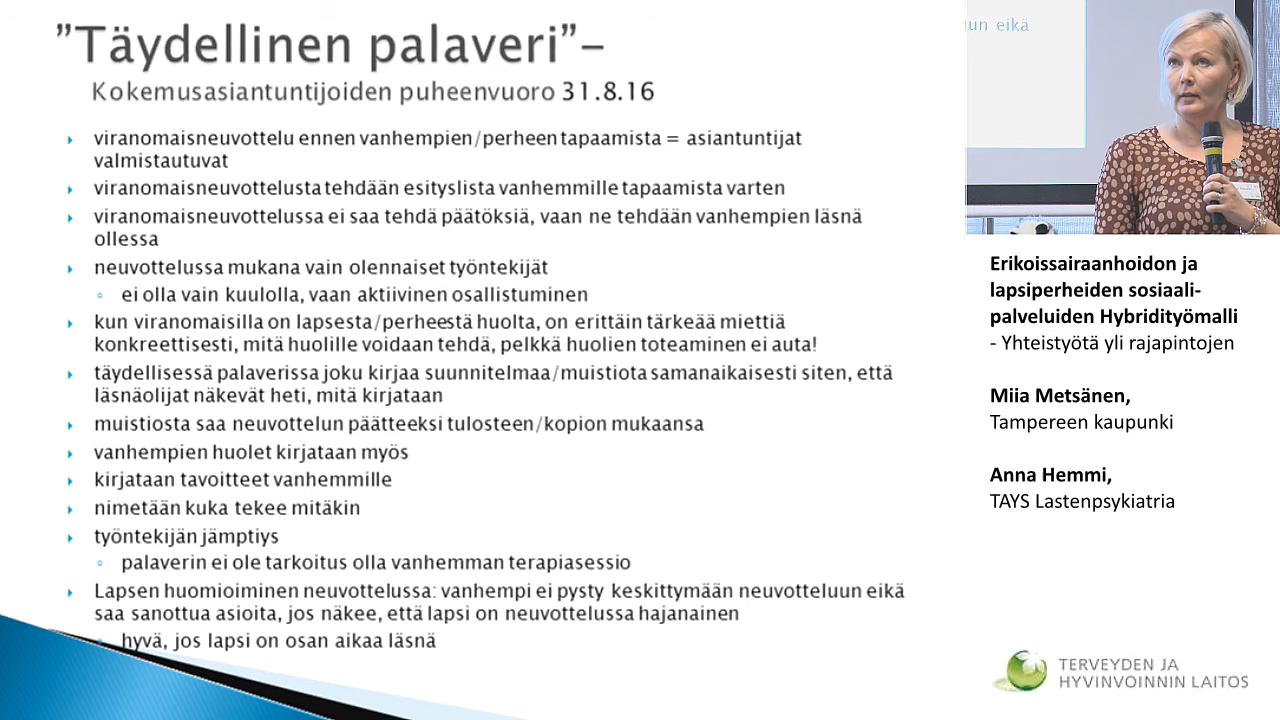 ”Täydellinen palaveri”–
Kokemusasiantuntijoiden puheenvuoro 31.8.16
viranomaisneuvottelu ennen vanhempien/perheen tapaamista = asiantuntijat
valmistautuvat
viranomaisneuvottelusta tehdään esityslista vanhemmille tapaamista varten
viranomaisneuvottelussa ei saa tehdä päätöksiä, vaan ne tehdään vanhempien läsnä
ollessa
neuvottelussa mukana vain olennaiset työntekijät
ei olla vain kuulolla, vaan aktiivinen osallistuminen
kun viranomaisilla on lapsesta/perheestä huolta, on erittäin tärkeää miettiä
konkreettisesti, mitä huolille voidaan tehdä, pelkkä huolien toteaminen ei auta!
täydellisessä palaverissa joku kirjaa suunnitelmaa/muistiota samanaikaisesti siten, että
läsnäolijat näkevät heti, mitä kirjataan
muistiosta saa neuvottelun päätteeksi tulosteen/kopion mukaansa
vanhempien huolet kirjataan myös
kirjataan tavoitteet vanhemmille
nimetään kuka tekee mitäkin
työntekijän jämptiys
palaverin ei ole tarkoitus olla vanhemman terapiasessio
Lapsen huomioiminen neuvottelussa: vanhempi ei pysty keskittymään neuvotteluun eikä
saa sanottua asioita, jos näkee, että lapsi on neuvottelussa hajanainen
hyvä, jos lapsi on osan aikaa läsnä
uun eikä
Erikoissairaanhoidon ja
lapsiperheiden sosiaali-
palveluiden Hybridityömalli
- Yhteistyötä yli rajapintojen
Miia Metsänen,
Tampereen kaupunki
Anna Hemmi,
TAYS Lastenpsykiatria
TERVEYDEN JA
HYVINVOINNIN LAITOS